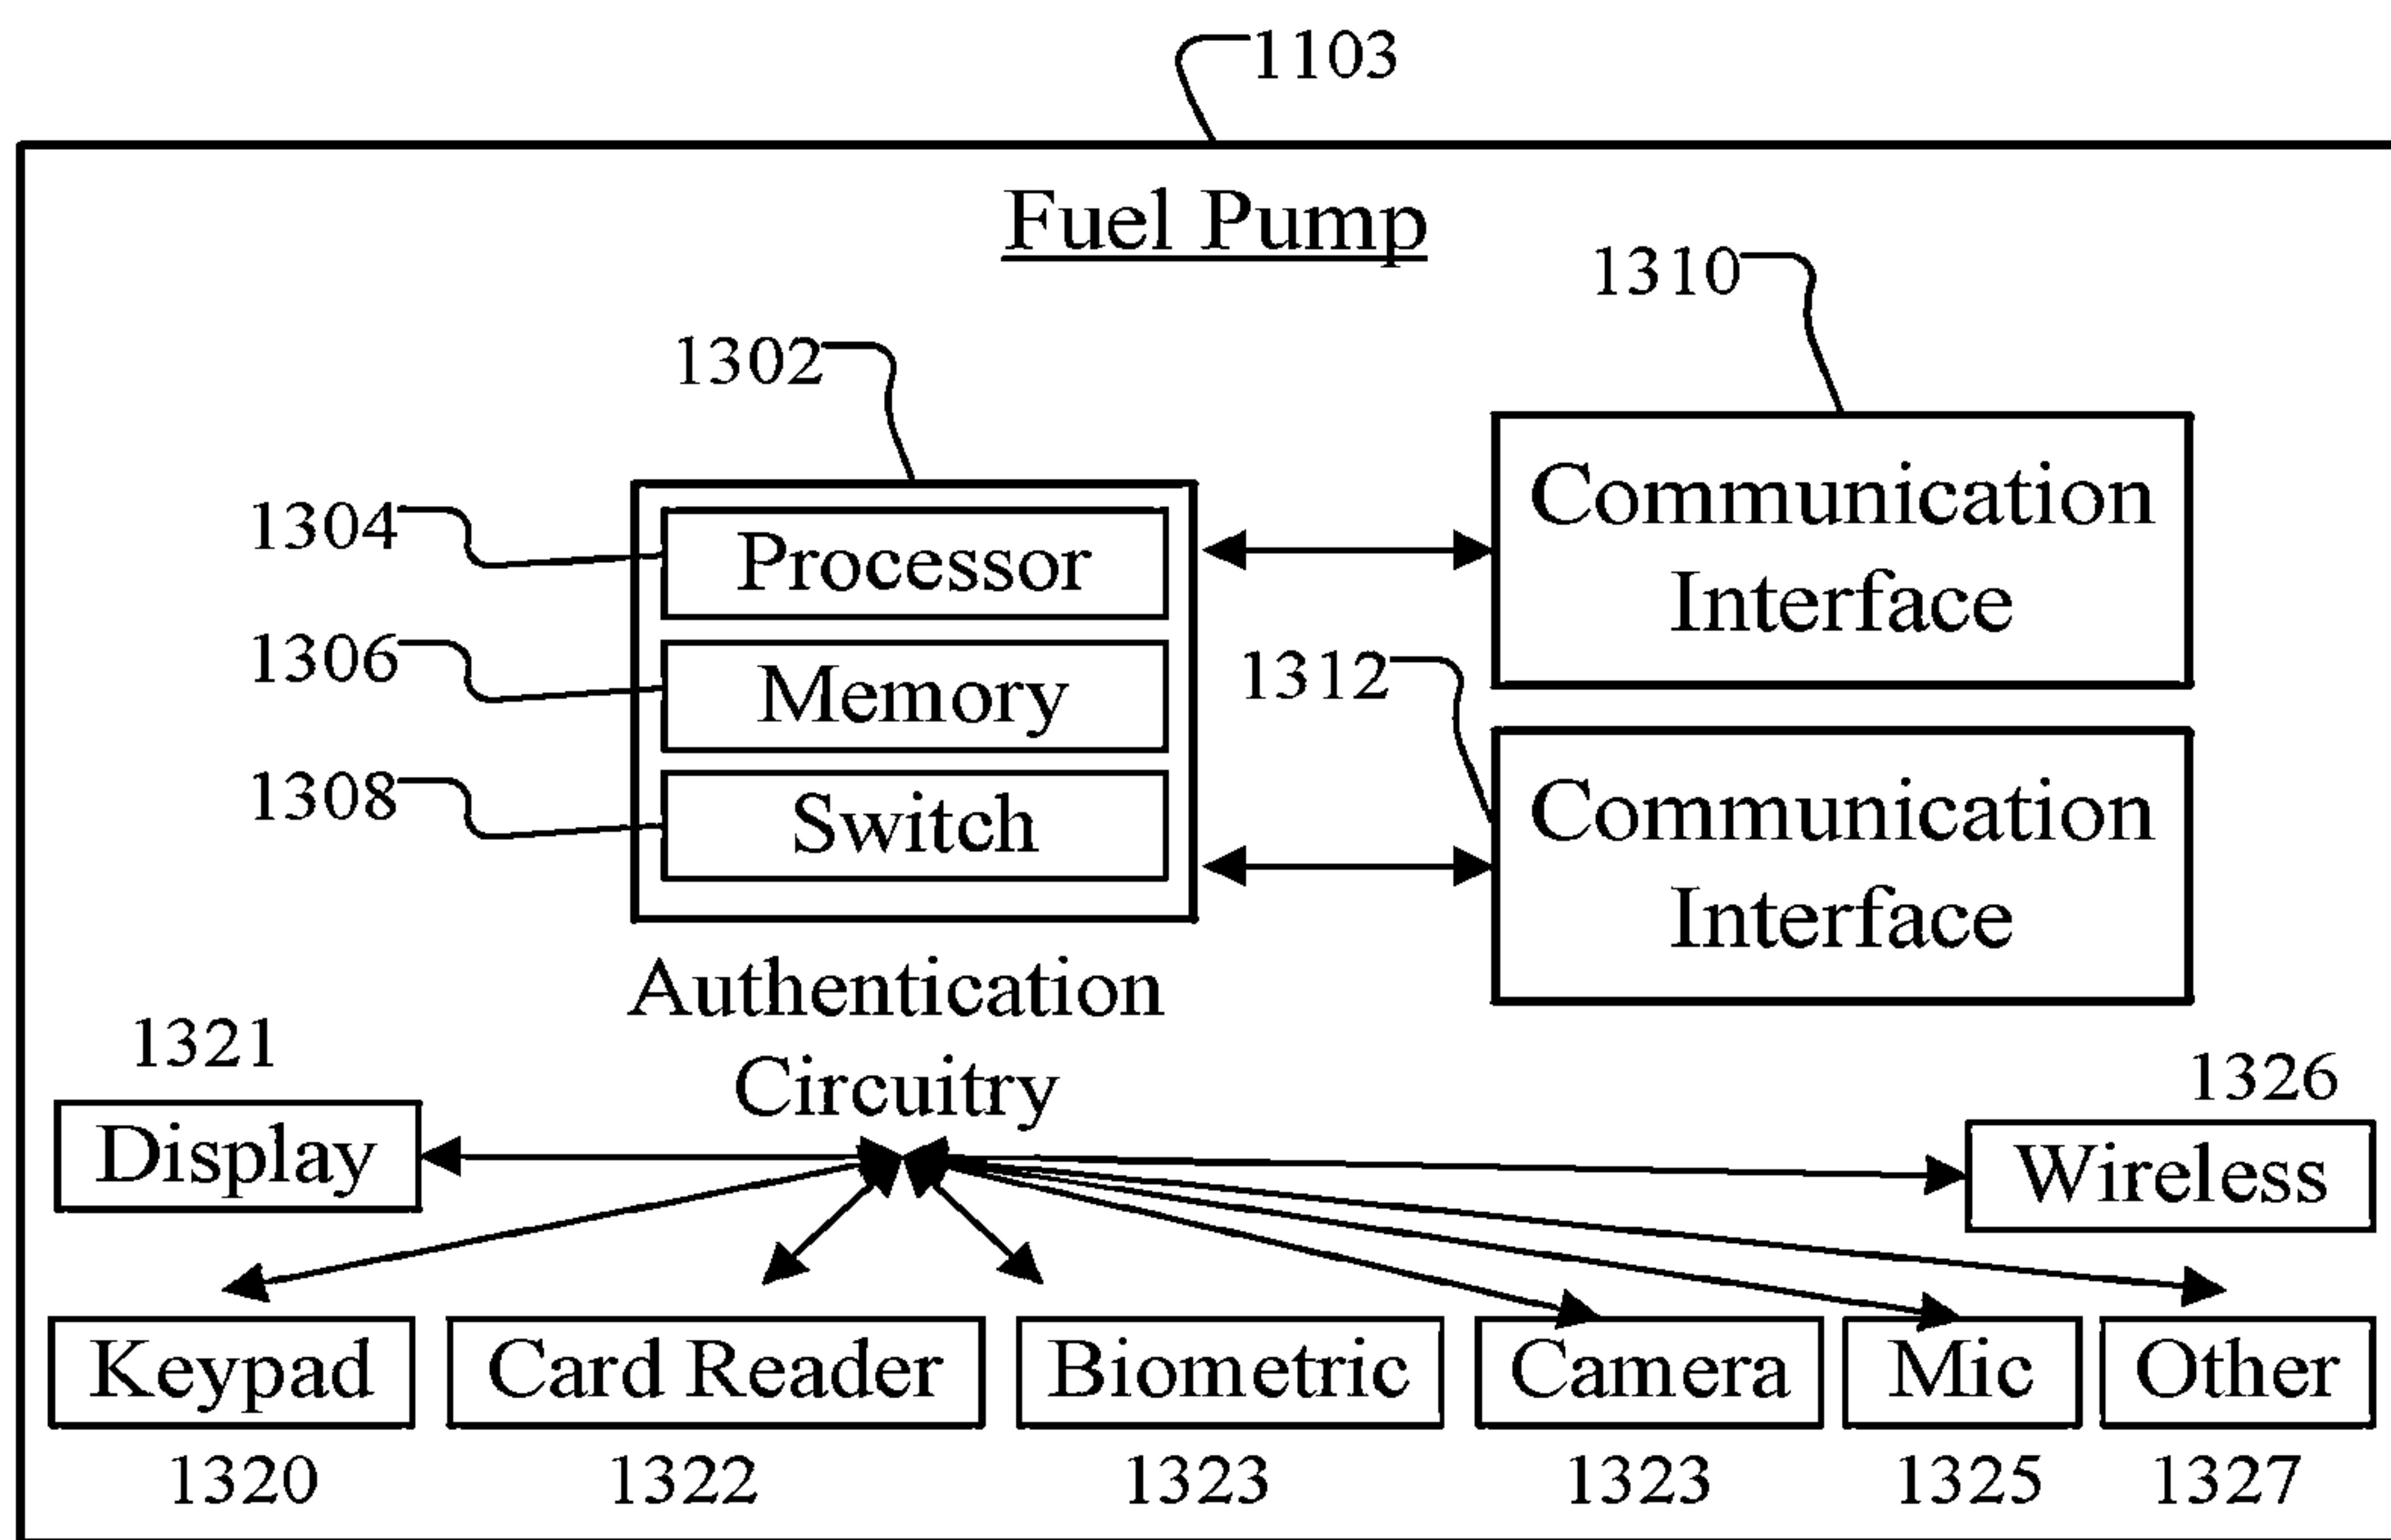 1103
Fuel Pump
1310
1302
Communication
Interface
1304
Processor
1306
Memory
1312
1308
Switch
Communication
Interface
Authentication
Circuitry
1321
Display
1326
Wireless
Keypad
Card Reader
Biometric
Camera
Mic
Other
1320
1322
1323
1323
1325
1327